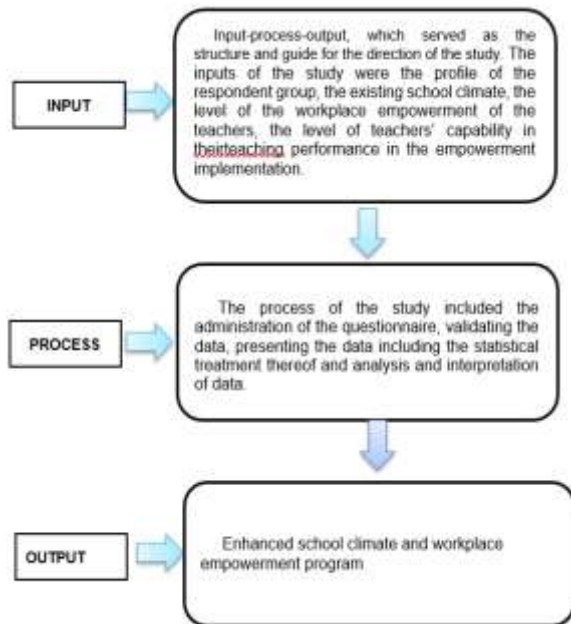 Input-process-output, which served as the
structure and guide for the direction of the study. The
inputs of the study were the profile of the
respondent group, the existing school climate, the
level of the workplace empowerment of the
teachers, the level of teachers' capability in
theirteaching performance in the empowerment
implementation.
INPUT
The process of the study included the
administration of the questionnaire, validating the
data, presenting the data including the statistical
treatment thereof and analysis and interpretation
of data.
PROCESS
Enhanced school climate and workplace
empowerment program
OUTPUT